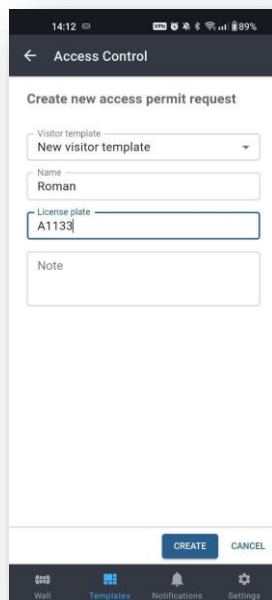 14:12 VPN 89%
Access Control
Create new access permit request
Visitor template
New visitor template
Name
Roman
License plate
A1133
Note
CREATE CANCEL
Wall Templates Notifications Settings